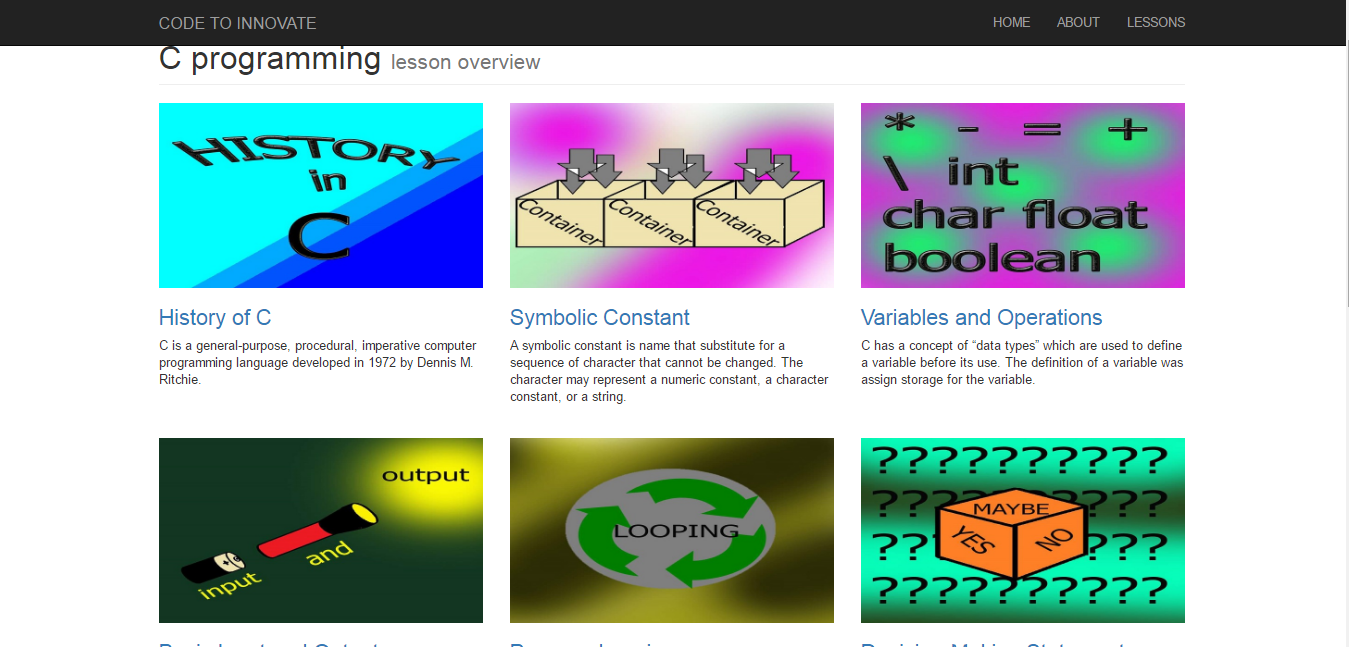 CODE TO INNOVATE
HOME ABOUT LESSONS
C programming lesson overview
HISTORY
in
C
Container Container Container
* - = +
\ int
char float
boolean
History of C
C is a general-purpose, procedural, imperative computer
programming language developed in 1972 by Dennis M.
Ritchie.
Symbolic Constant
A symbolic constant is name that substitute for a
sequence of character that cannot be changed. The
character may represent a numeric constant, a character
constant, or a string.
Variables and Operations
C has a concept of “data types” which are used to define
a variable before its use. The definition of a variable was
assign storage for the variable.
output
and
input
LOOPING
??????????
MAYBE
YES NO
??????????